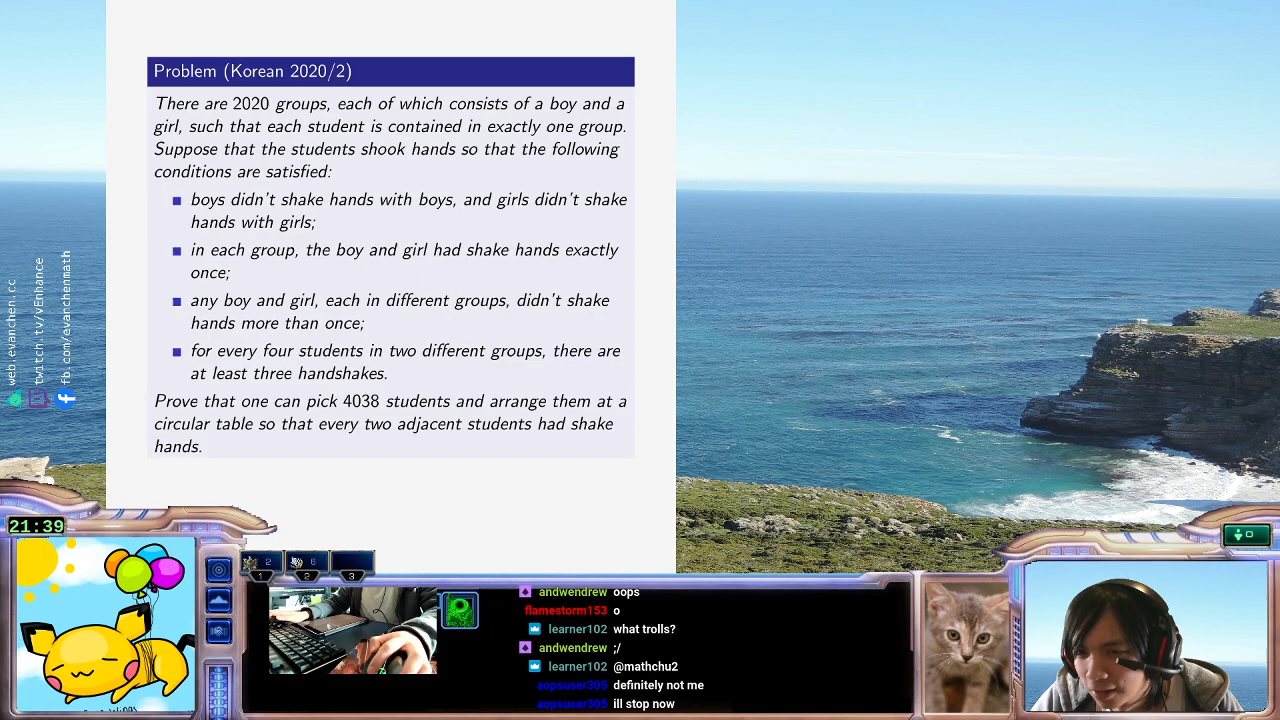 Problem (Korean 2020/2)
There are 2020 groups, each of which consists of a boy and a
girl, such that each student is contained in exactly one group.
Suppose that the students shook hands so that the following
conditions are satisfied:
boys didn't shake hands with boys, and girls didn't shake
hands with girls;
in each group, the boy and girl had shake hands exactly
once;
any boy and girl, each in different groups, didn't shake
hands more than once;
for every four students in two different groups, there are
at least three handshakes.
Prove that one can pick 4038 students and arrange them at a
circular table so that every two adjacent students had shake
hands.
web.evanchen.cc
twitch.tv/vEnhance
fb.com/evanchenmath
21:39
2
6
1
2
3
andwendrew oops
flamestorm153 o
learner102 what trolls?
andwendrew ;/
learner102 @mathchu2
aopsuser305 definitely not me
aopsuser305 ill stop now